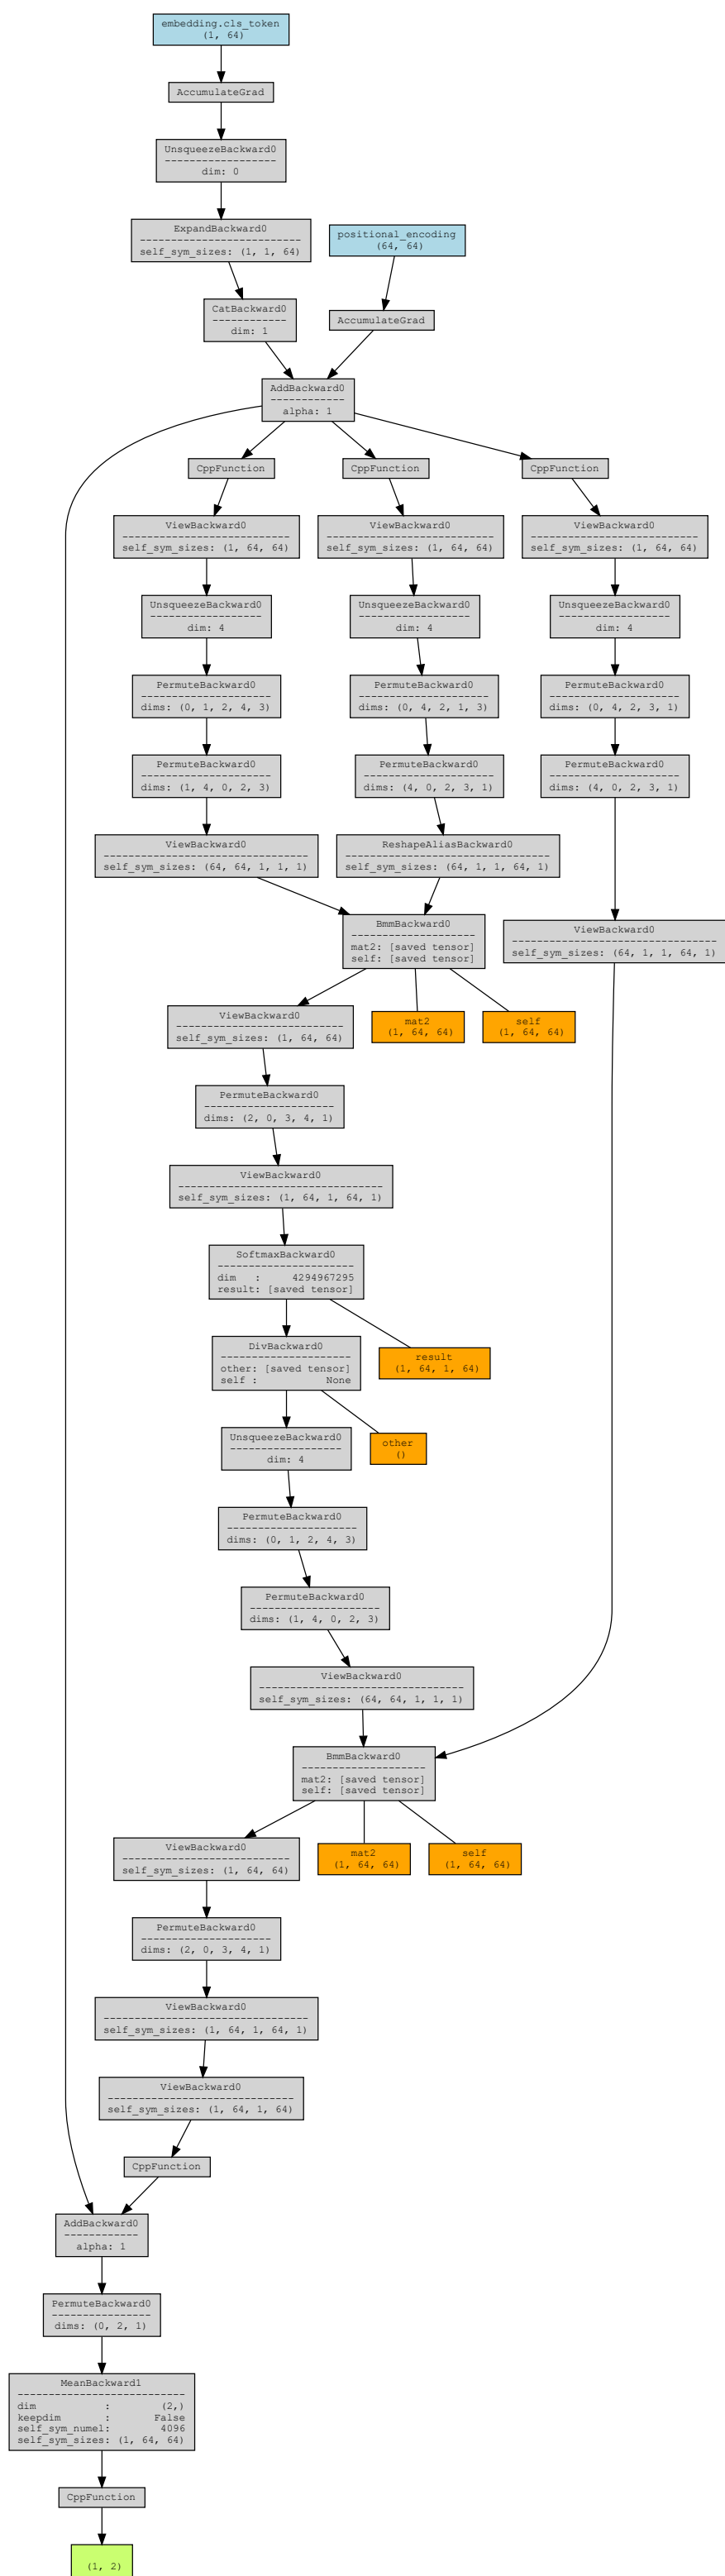 embedding.cls_token
(1, 64)
AccumulateGrad
UnsqueezeBackward0
------------------
dim: 0
ExpandBackward0
--------------------------
self_sym_sizes: (1, 1, 64)
positional_encoding
(64, 64)
CatBackward0
------------
dim: 1
AccumulateGrad
AddBackward0
------------
alpha: 1
CppFunction
CppFunction
CppFunction
ViewBackward0
---------------------------
self_sym_sizes: (1, 64, 64)
ViewBackward0
---------------------------
self_sym_sizes: (1, 64, 64)
ViewBackward0
---------------------------
self_sym_sizes: (1, 64, 64)
UnsqueezeBackward0
------------------
dim: 4
UnsqueezeBackward0
------------------
dim: 4
UnsqueezeBackward0
------------------
dim: 4
PermuteBackward0
---------------------
dims: (0, 1, 2, 4, 3)
PermuteBackward0
---------------------
dims: (0, 4, 2, 1, 3)
PermuteBackward0
---------------------
dims: (0, 4, 2, 3, 1)
PermuteBackward0
---------------------
dims: (1, 4, 0, 2, 3)
PermuteBackward0
---------------------
dims: (4, 0, 2, 3, 1)
PermuteBackward0
---------------------
dims: (4, 0, 2, 3, 1)
ViewBackward0
---------------------------------
self_sym_sizes: (64, 64, 1, 1, 1)
ReshapeAliasBackward0
---------------------------------
self_sym_sizes: (64, 1, 1, 64, 1)
BmmBackward0
--------------------
mat2: [saved tensor]
self: [saved tensor]
ViewBackward0
---------------------------------
self_sym_sizes: (64, 1, 1, 64, 1)
ViewBackward0
---------------------------
self_sym_sizes: (1, 64, 64)
mat2
(1, 64, 64)
self
(1, 64, 64)
PermuteBackward0
---------------------
dims: (2, 0, 3, 4, 1)
ViewBackward0
---------------------------------
self_sym_sizes: (1, 64, 1, 64, 1)
SoftmaxBackward0
----------------------
dim   :     4294967295
result: [saved tensor]
DivBackward0
---------------------
other: [saved tensor]
self :           None
result
(1, 64, 1, 64)
UnsqueezeBackward0
------------------
dim: 4
other
()
PermuteBackward0
---------------------
dims: (0, 1, 2, 4, 3)
PermuteBackward0
---------------------
dims: (1, 4, 0, 2, 3)
ViewBackward0
---------------------------------
self_sym_sizes: (64, 64, 1, 1, 1)
BmmBackward0
--------------------
mat2: [saved tensor]
self: [saved tensor]
ViewBackward0
---------------------------
self_sym_sizes: (1, 64, 64)
mat2
(1, 64, 64)
self
(1, 64, 64)
PermuteBackward0
---------------------
dims: (2, 0, 3, 4, 1)
ViewBackward0
---------------------------------
self_sym_sizes: (1, 64, 1, 64, 1)
ViewBackward0
------------------------------
self_sym_sizes: (1, 64, 1, 64)
CppFunction
AddBackward0
------------
alpha: 1
PermuteBackward0
----------------
dims: (0, 2, 1)
MeanBackward1
---------------------------
dim           :        (2,)
keepdim       :       False
self_sym_numel:        4096
self_sym_sizes: (1, 64, 64)
CppFunction
(1, 2)